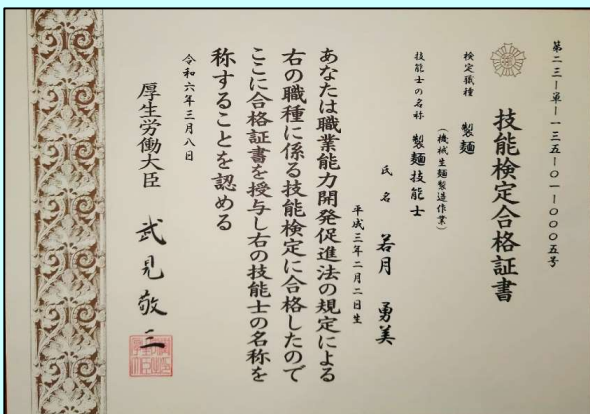 第二三ー単ー一三五ー〇ー〇〇〇五号
技能検定合格証書
検定職種 製麺
(機械生麺製造作業)
技能士の名称 製麺技能士
氏名 若月 勇美
平成三年二月二日生
あなたは職業能力開発促進法の規定による
右の職種に係る技能検定に合格したので
ここに合格証書を授与し右の技能士の名称を
称することを認める
令和六年三月八日
厚生労働大臣 武見敬三